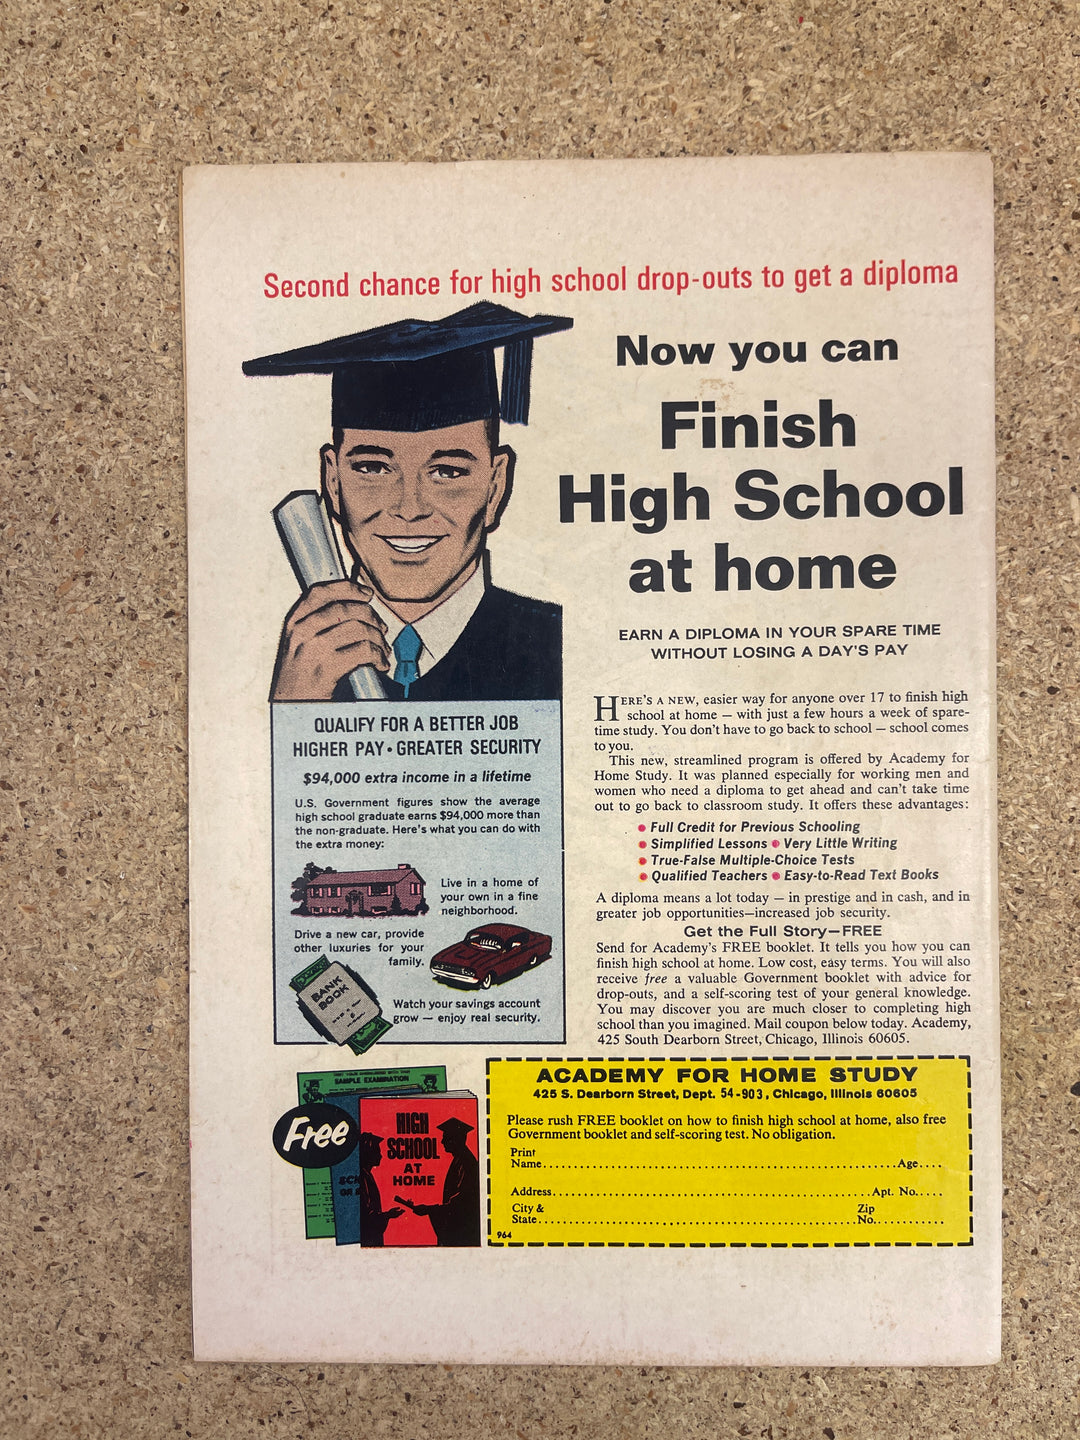 Second chance for high school drop-outs to get a diploma
Now you can
Finish
High School
at home
EARN A DIPLOMA IN YOUR SPARE TIME
WITHOUT LOSING A DAY'S PAY
HERE'S A NEW, easier way for anyone over 17 to finish high
school at home — with just a few hours a week of spare-
time study. You don't have to go back to school — school comes
to you.
This new, streamlined program is offered by Academy for
Home Study. It was planned especially for working men and
women who need a diploma to get ahead and can't take time
out to go back to classroom study. It offers these advantages:
• Full Credit for Previous Schooling
• Simplified Lessons • Very Little Writing
• True-False Multiple-Choice Tests
• Qualified Teachers • Easy-to-Read Text Books
A diploma means a lot today — in prestige and in cash, and in
greater job opportunities—increased job security.
Get the Full Story—FREE
Send for Academy's FREE booklet. It tells you how you can
finish high school at home. Low cost, easy terms. You will also
receive free a valuable Government booklet with advice for
drop-outs, and a self-scoring test of your general knowledge.
You may discover you are much closer to completing high
school than you imagined. Mail coupon below today. Academy,
425 South Dearborn Street, Chicago, Illinois 60605.
QUALIFY FOR A BETTER JOB
HIGHER PAY • GREATER SECURITY
$94,000 extra income in a lifetime
U.S. Government figures show the average
high school graduate earns $94,000 more than
the non-graduate. Here's what you can do with
the extra money:
Live in a home of
your own in a fine
neighborhood.
Drive a new car, provide
other luxuries for your
family.
BANK
BOOK
Watch your savings account
grow — enjoy real security.
SAMPLE EXAMINATION
Free
HIGH
SCHOOL
AT
HOME
ACADEMY FOR HOME STUDY
425 S. Dearborn Street, Dept. 54-903, Chicago, Illinois 60605
Please rush FREE booklet on how to finish high school at home, also free
Government booklet and self-scoring test. No obligation.
Print
Name.......Age....
Address.......Apt. No.....
City & Zip
State.......No...........
964